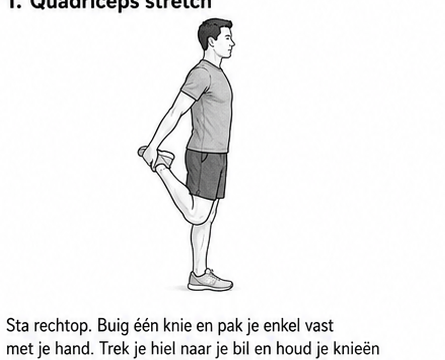 1. Quadriceps stretch
Sta rechtop. Buig één knie en pak je enkel vast
met je hand. Trek je hiel naar je bil en houd je knieën